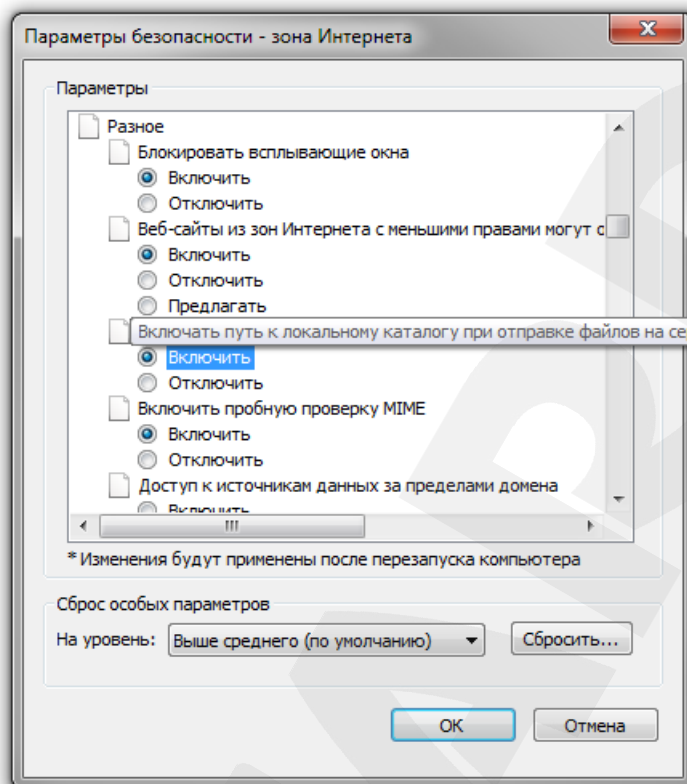 Параметры безопасности - зона Интернета
Параметры
Разное
Блокировать всплывающие окна
Включить
Отключить
Веб-сайты из зон Интернета с меньшими правами могут о
Включить
Отключить
Предлагать
Включать путь к локальному каталогу при отправке файлов на се
Включить
Отключить
Включить пробную проверку MIME
Включить
Отключить
Доступ к источникам данных за пределами домена
Включить
* Изменения будут применены после перезапуска компьютера
Сброс особых параметров
На уровень: Выше среднего (по умолчанию) Сбросить...
ОК Отмена